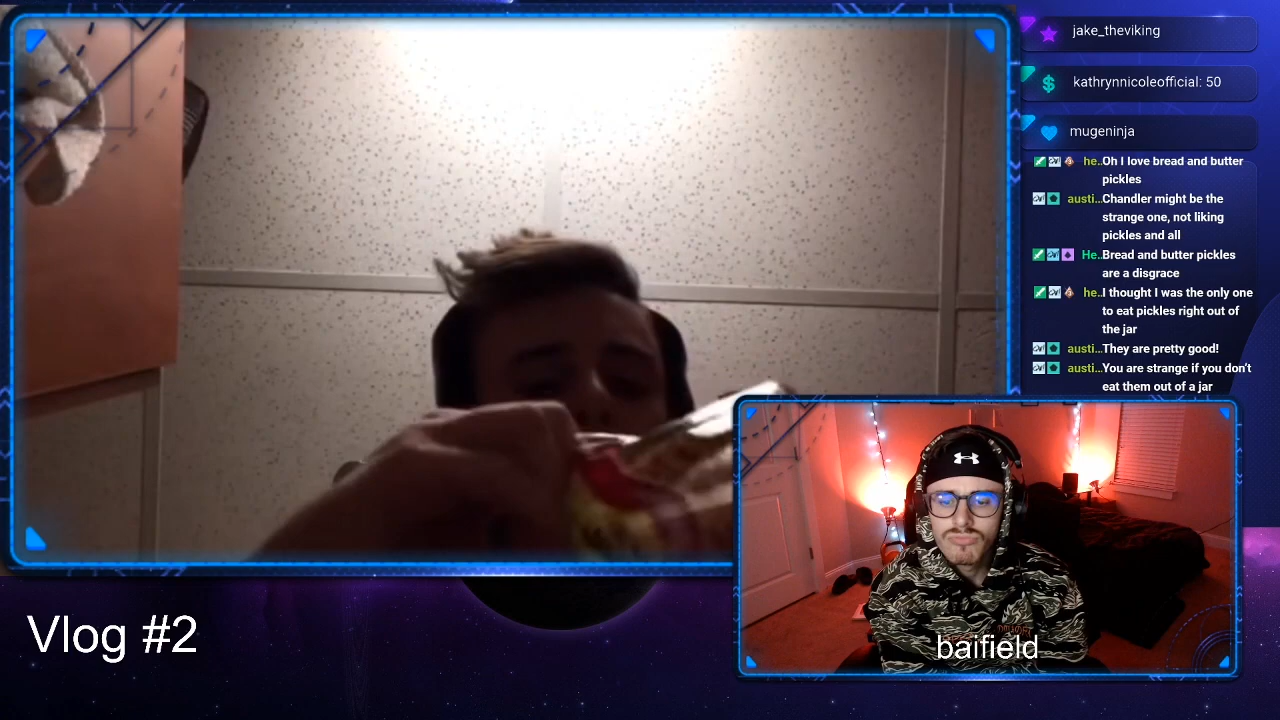 jake_theviking
kathrynnicoleofficial: 50
mugeninja
he..Oh I love bread and butter
pickles
austi...Chandler might be the
strange one, not liking
pickles and all
He..Bread and butter pickles
are a disgrace
he..I thought I was the only one
to eat pickles right out of
the jar
austi...They are pretty good!
austi...You are strange if you don't
eat them out of a jar
Vlog #2
baifield